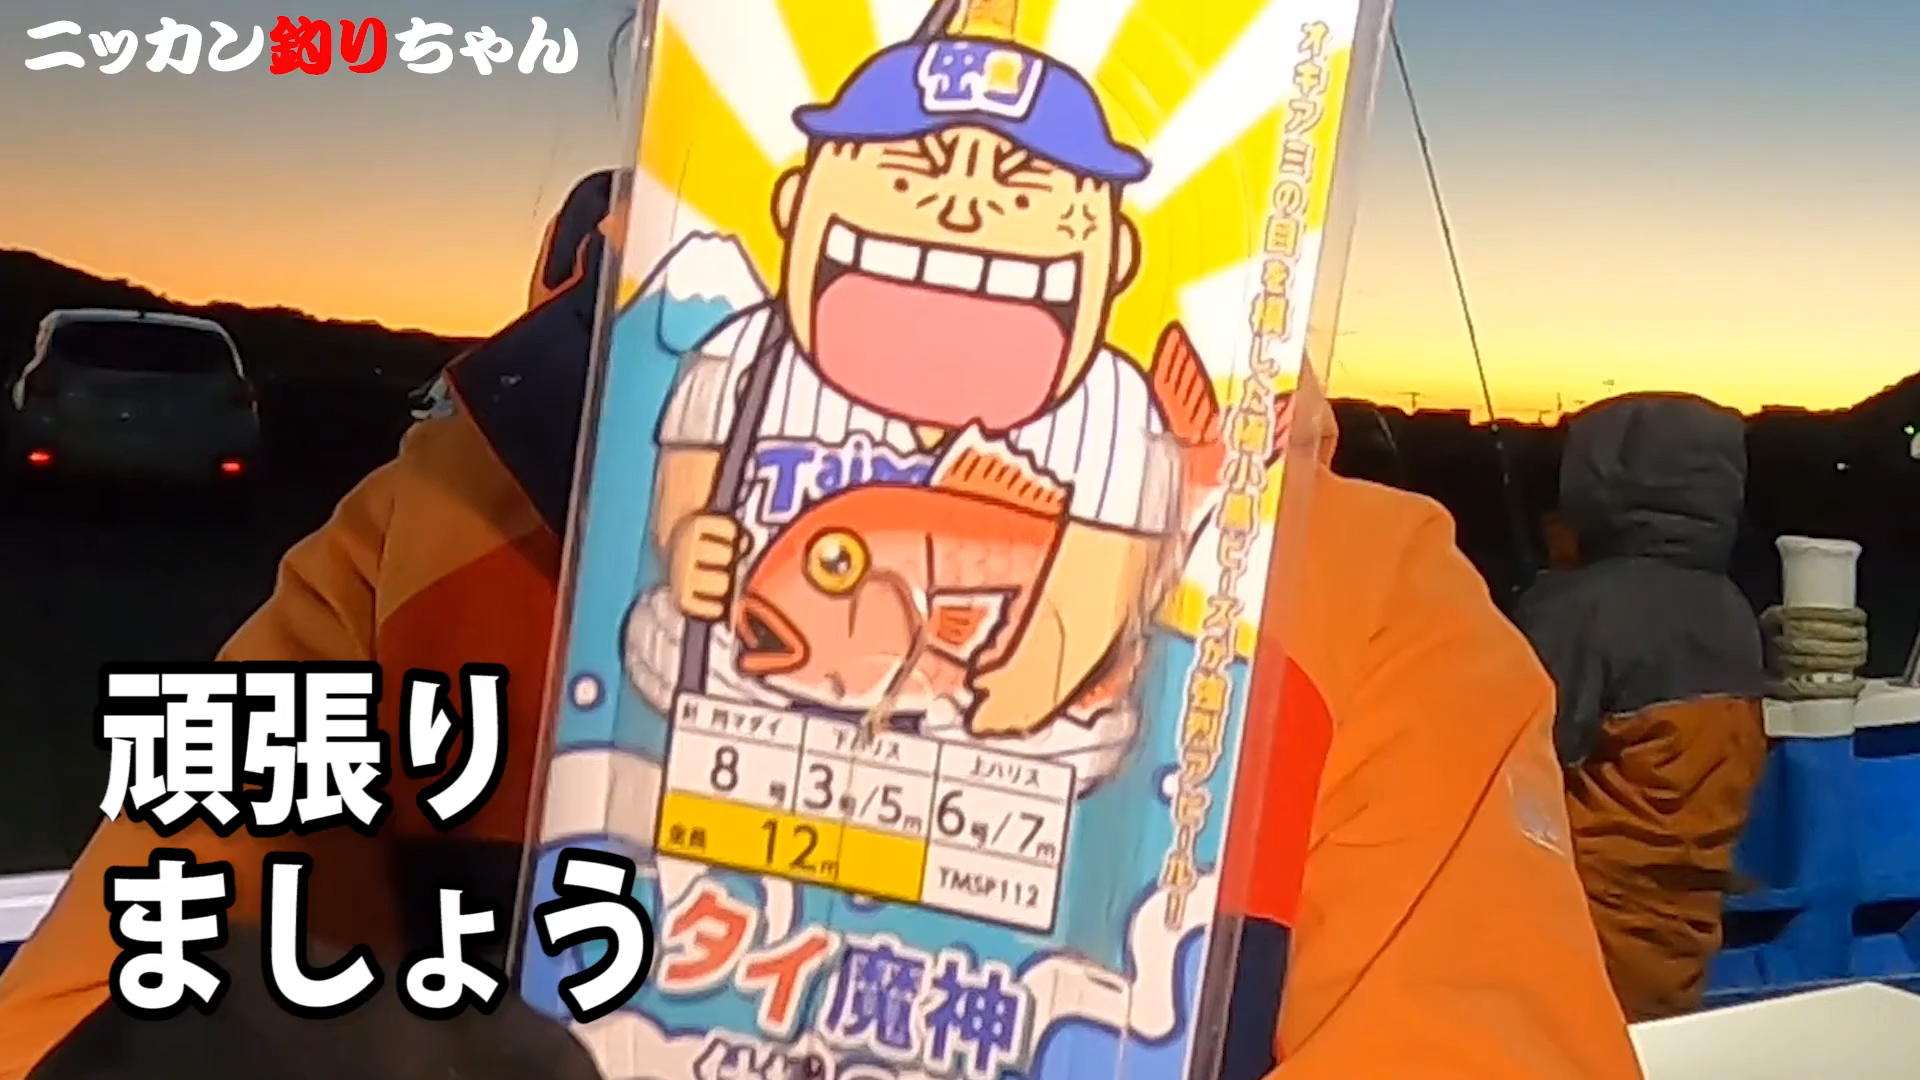 ニッカン釣りちゃん
オキアミの目を模した極小黒ビーズが強烈アピール!
針 丸マダイ
8号
下ハリス
3号/5m
上ハリス
6号/7m
全長 12m
YMSP112
タイ魔神
頑張り
ましょう